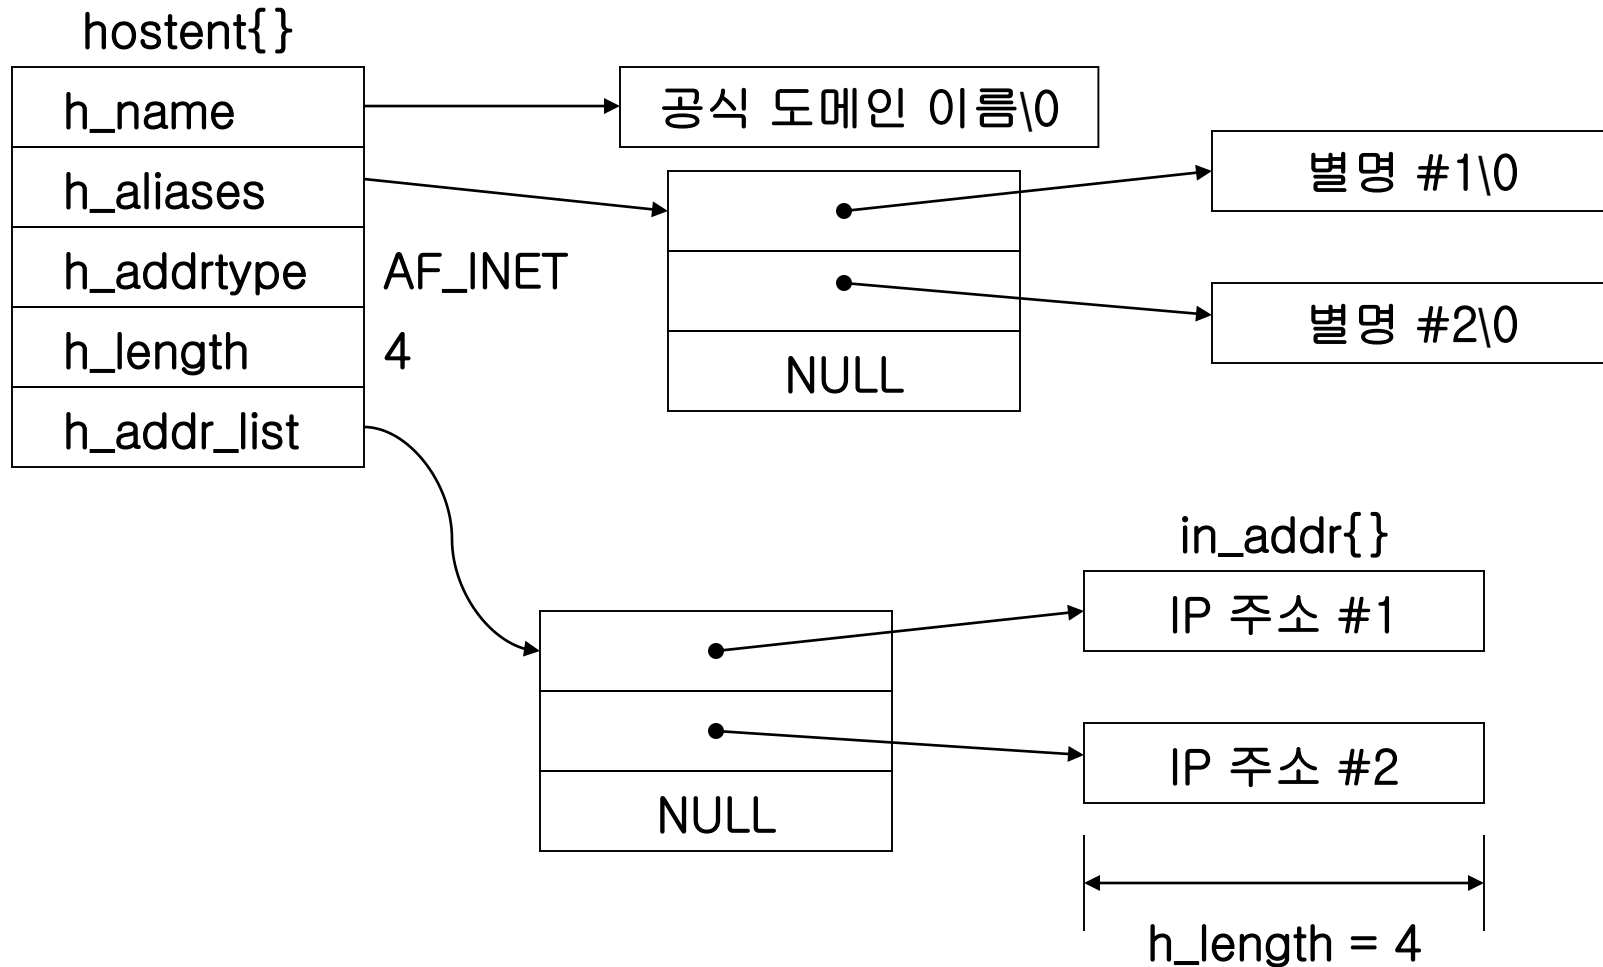 hostent{}
h_name
공식 도메인 이름\0
h_aliases
별명 #1\0
h_addrtype
AF_INET
별명 #2\0
h_length
4
NULL
h_addr_list
in_addr{}
IP 주소 #1
IP 주소 #2
NULL
h_length = 4